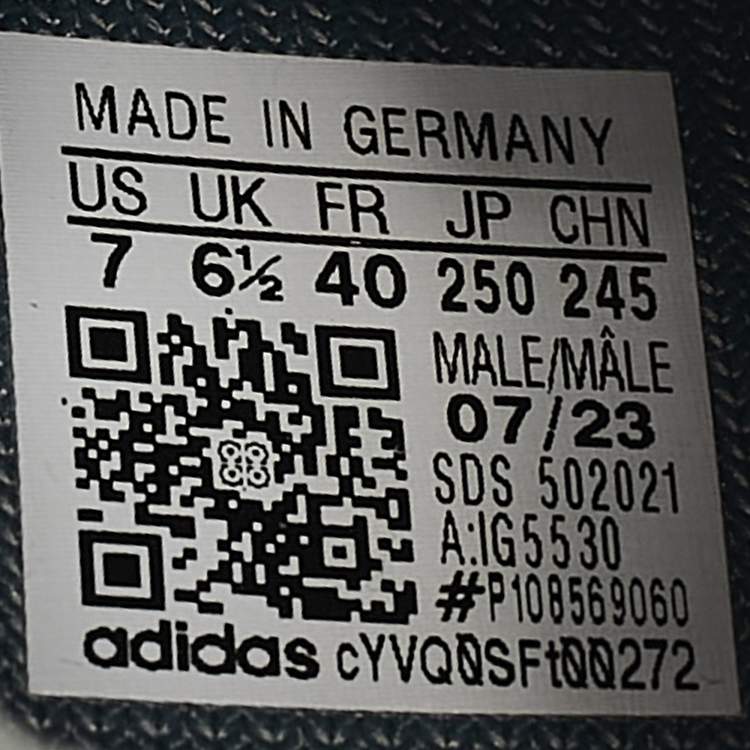 MADE IN GERMANY
US UK FR JP CHN
7 6½ 40 250 245
MALE/MÂLE
07/23
SDS 502021
A:IG5530
#P108569060
adidas cYVQ0SFt00272